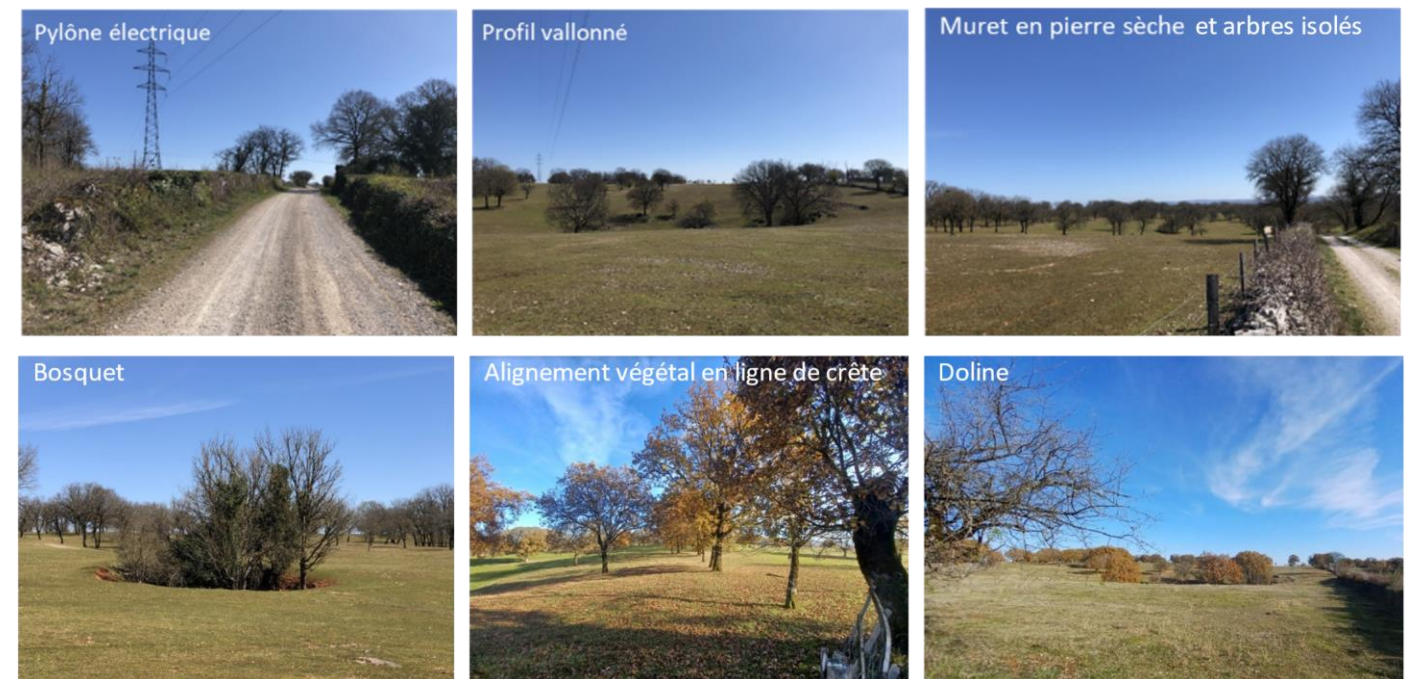 Pylône électrique
Profil vallonné
Muret en pierre sèche et arbres isolés
Bosquet
Alignement végétal en ligne de crête
Doline